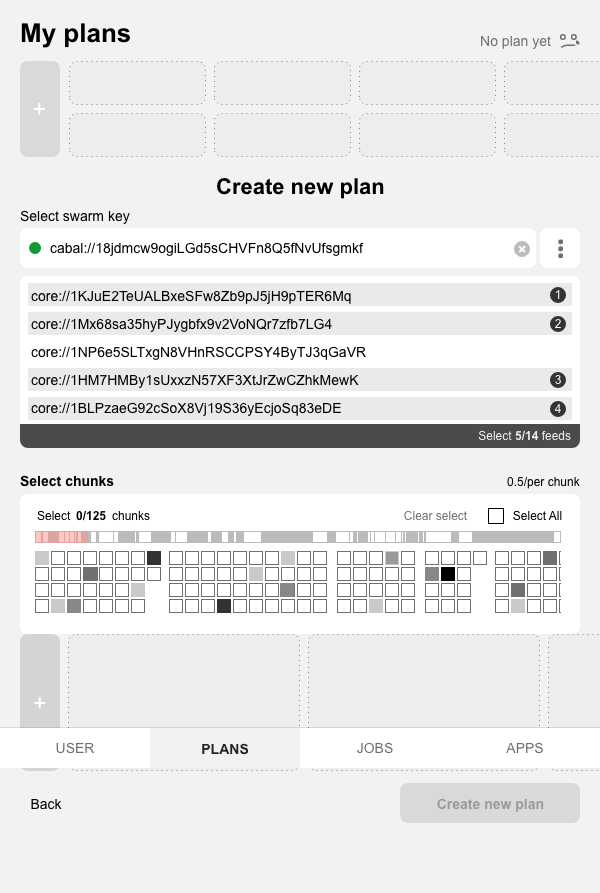 My plans
No plan yet
+
Create new plan
Select swarm key
cabal://18jdmcw9ogiLGd5sCHVFn8Q5fNvUfsgmkf
core://1KJuE2TeUALBxeSFw8Zb9pJ5jH9pTER6Mq 1
core://1Mx68sa35hyPJygbfx9v2VoNQr7zfb7LG4 2
core://1NP6e5SLTxgN8VHnRSCCPSY4ByTJ3qGaVR
core://1HM7HMBy1sUxxzN57XF3XtJrZwCZhkMewK 3
core://1BLPzaeG92cSoX8Vj19S36yEcjoSq83eDE 4
Select 5/14 feeds
Select chunks 0.5/per chunk
Select 0/125 chunks Clear select Select All
+
USER PLANS JOBS APPS
Back Create new plan